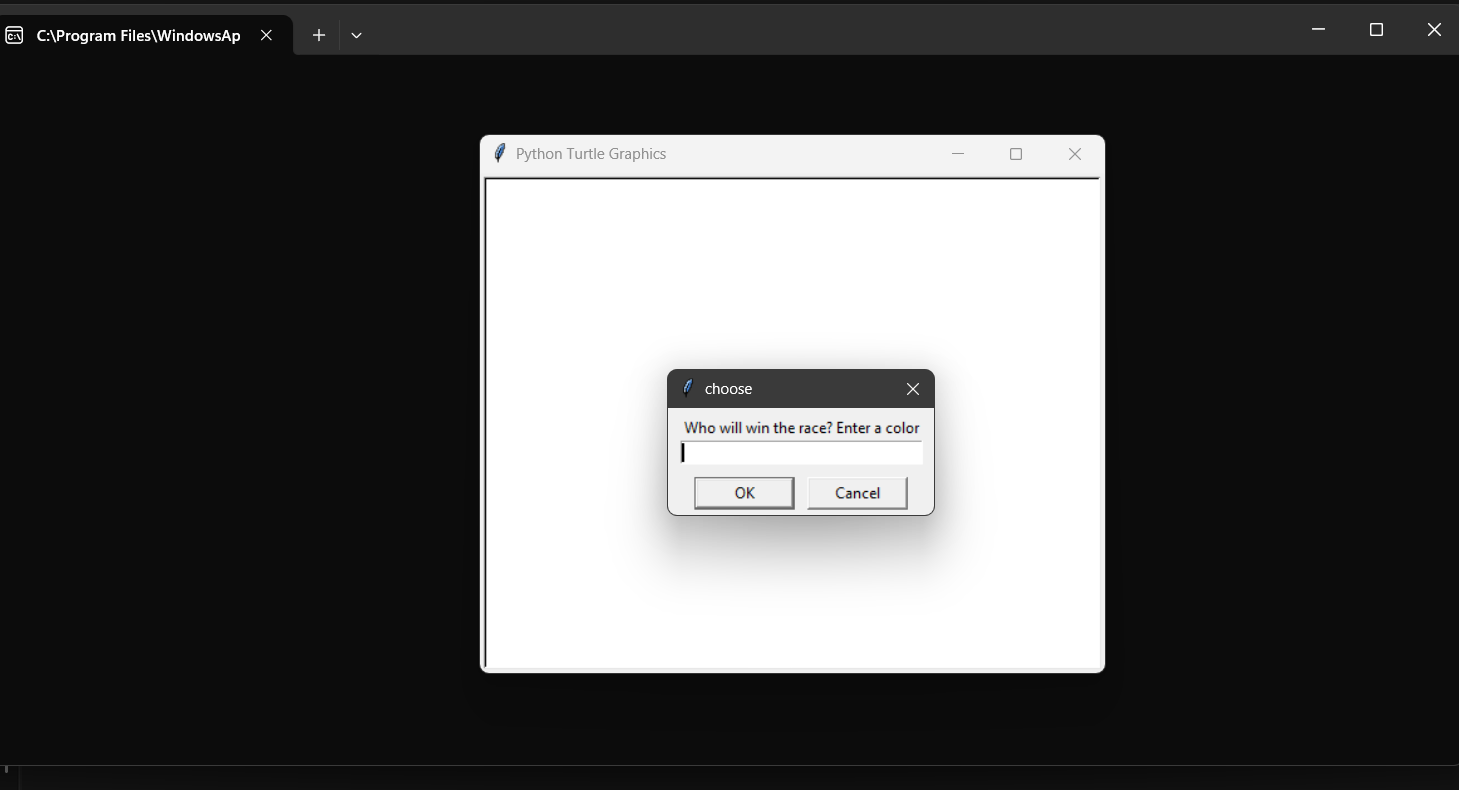 C:\Program Files\WindowsAp
Python Turtle Graphics
choose
Who will win the race? Enter a color
OK
Cancel